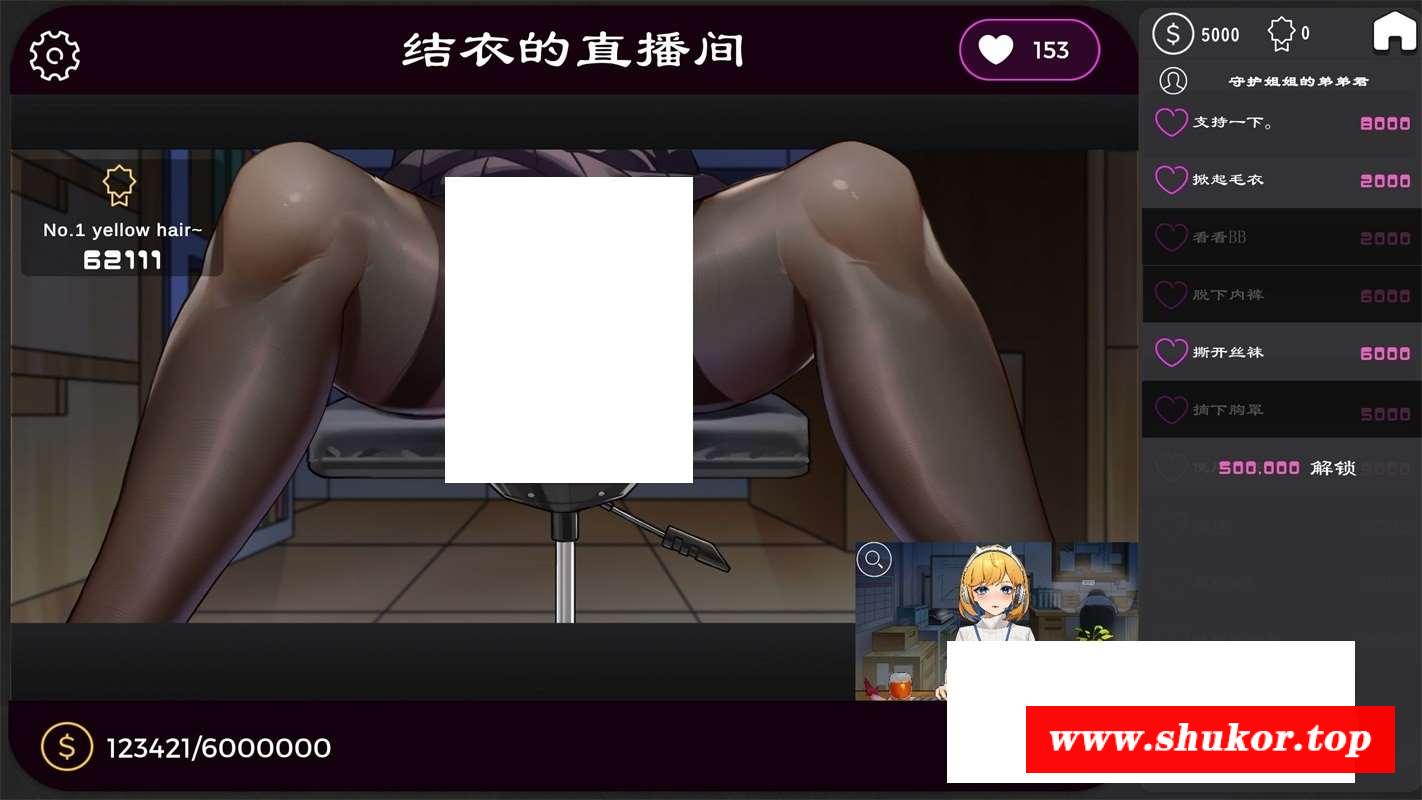 结衣的直播间
153
5000
0
守护姐姐的弟弟君
支持一下。 8000
掀起毛衣 2000
看看BB 2000
脱下内裤 6000
撕开丝袜 6000
摘下胸罩 5000
500,000 解锁
No.1 yellow hair~
62111
123421/6000000
www.shukor.top